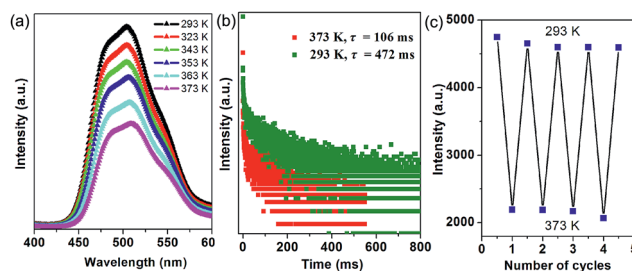 (a)
293 K
323 K
343 K
353 K
363 K
373 K
Intensity (a.u.)
400 450 500 550 60
Wavelength (nm)
(b)
373 K, τ = 106 ms
293 K, τ = 472 ms
Intensity (a.u.)
0 200 400 600 800
Time (ms)
(c)
293 K
373 K
Intensity (a.u.)
5000
4000
3000
2000
0 1 2 3 4 5
Number of cycles